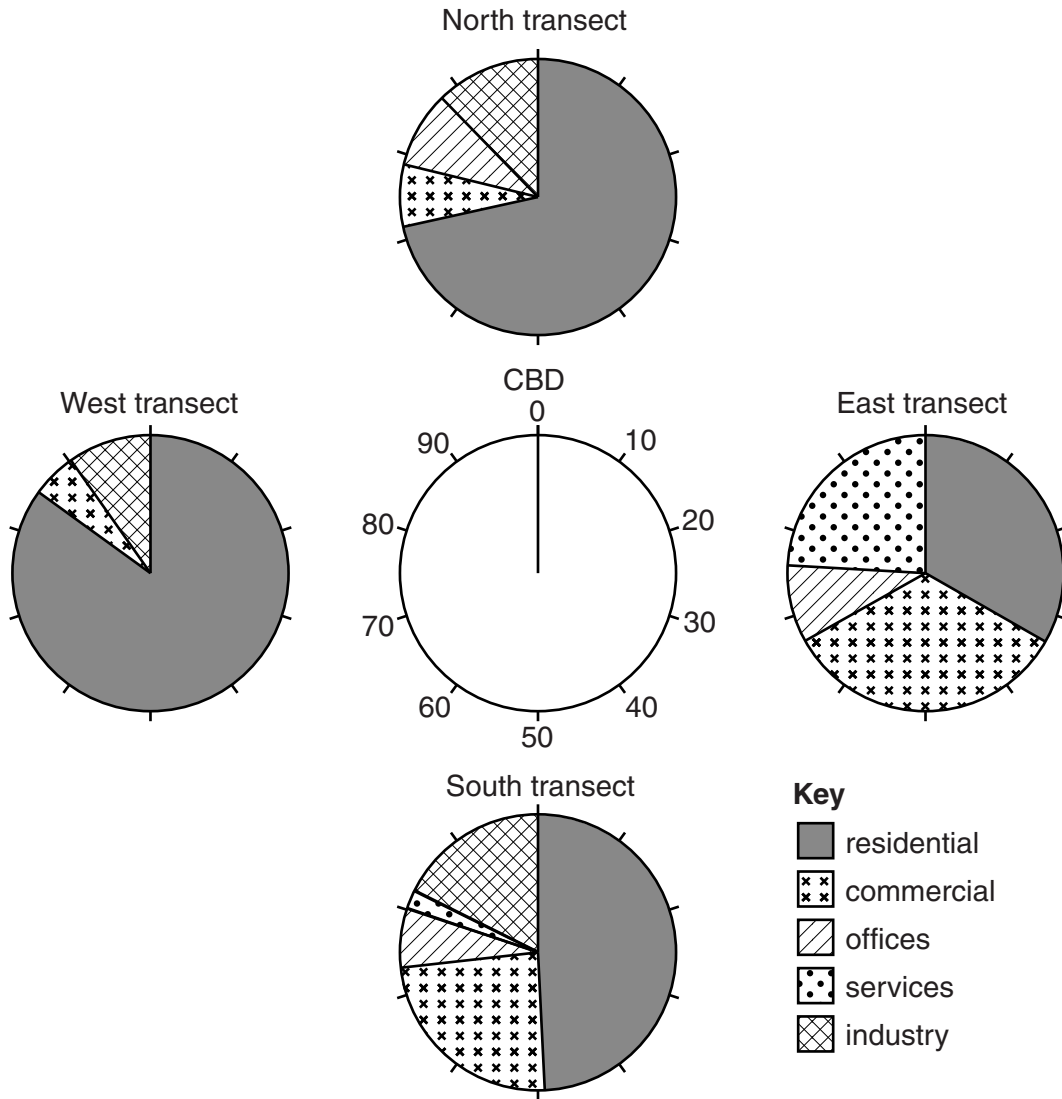 North transect
West transect
CBD
East transect
0
90
10
80
20
70
30
60
40
50
South transect
Key
residential
commercial
offices
services
industry